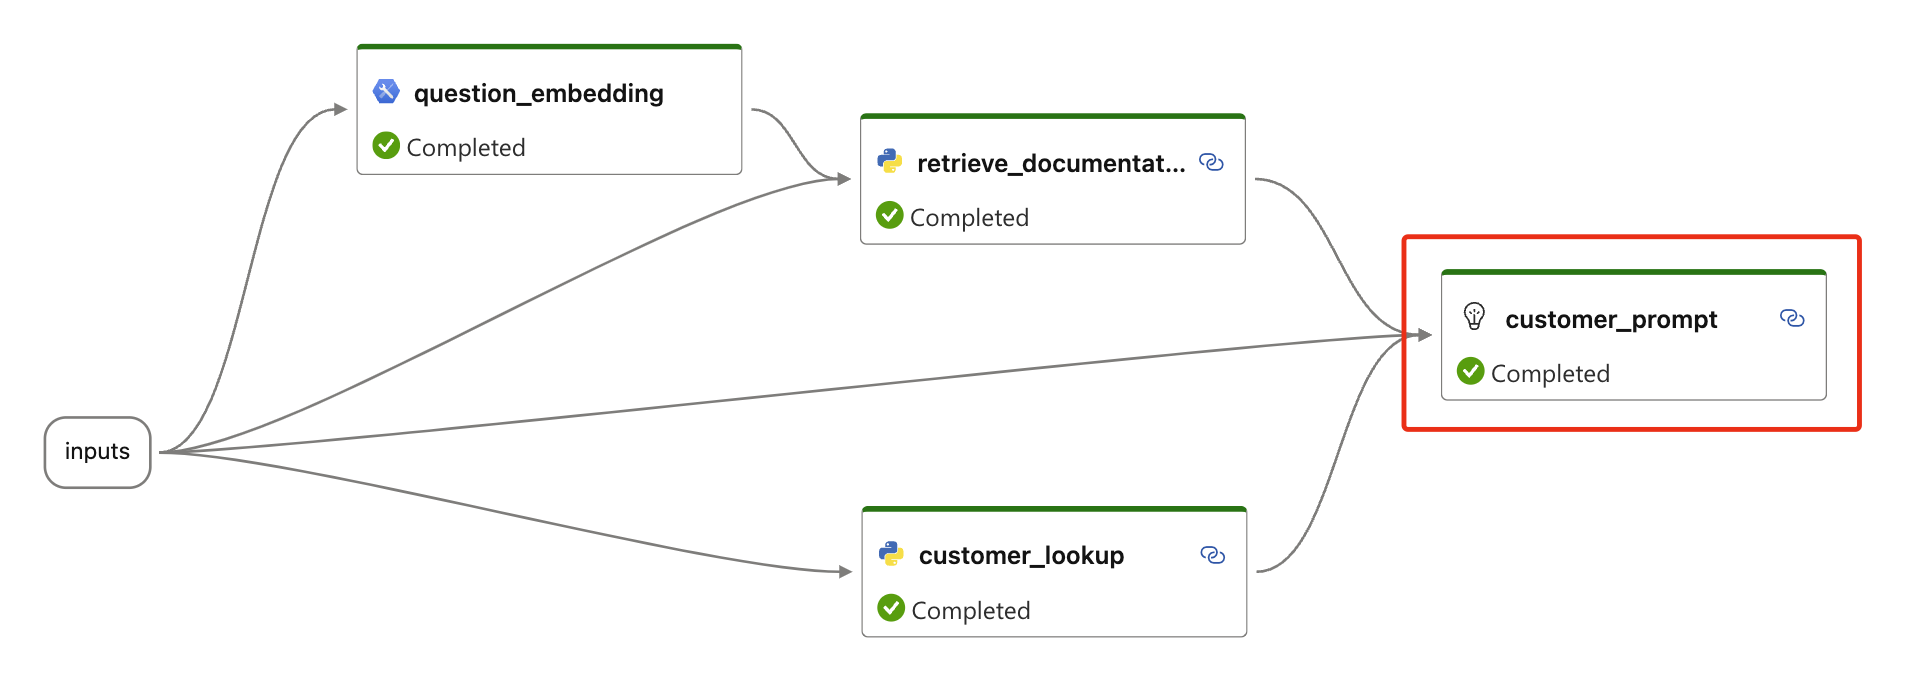 question_embedding
Completed
retrieve_documentat...
Completed
customer_prompt
Completed
inputs
customer_lookup
Completed